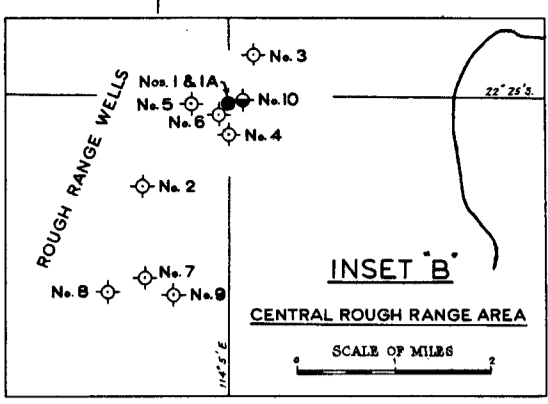 No. 3
Nos. 1 & 1A
No. 5
No. 10
22° 25'S.
No. 6
No. 4
ROUGH RANGE WELLS
No. 2
No. 7
No. 8
No. 9
114° 5' E
INSET "B"
CENTRAL ROUGH RANGE AREA
SCALE OF MILES
0 2